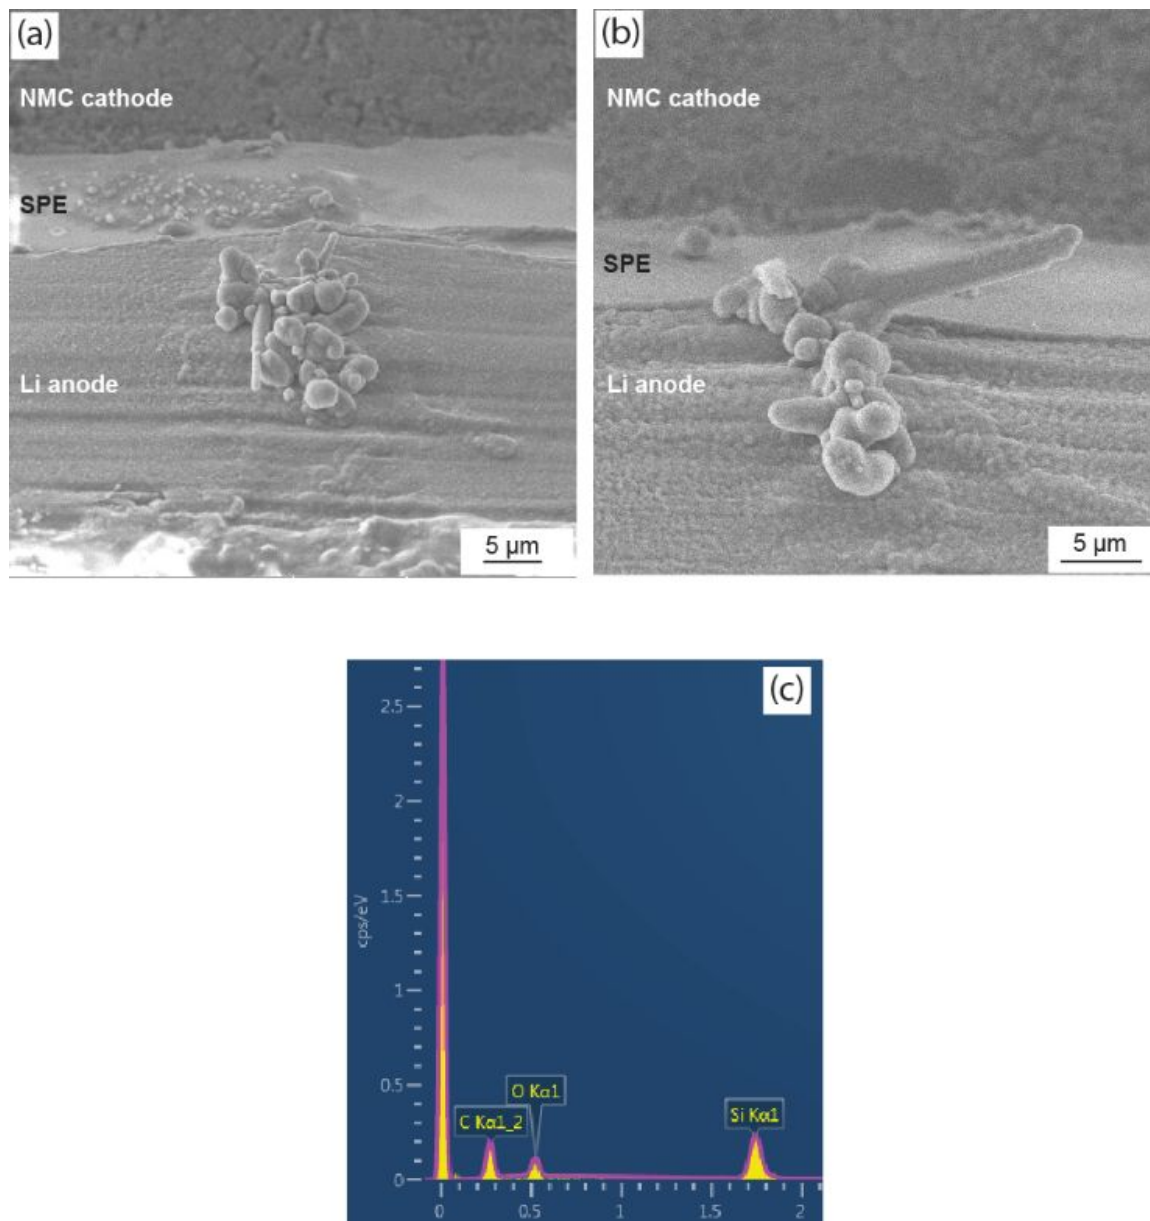 (a)
NMC cathode
SPE
Li anode
5 µm
(b)
NMC cathode
SPE
Li anode
5 µm
(c)
2.5
2
1.5
cps/eV
1
0.5
O Kα1
C Kα1_2
Si Kα1
0
0 0.5 1 1.5 2